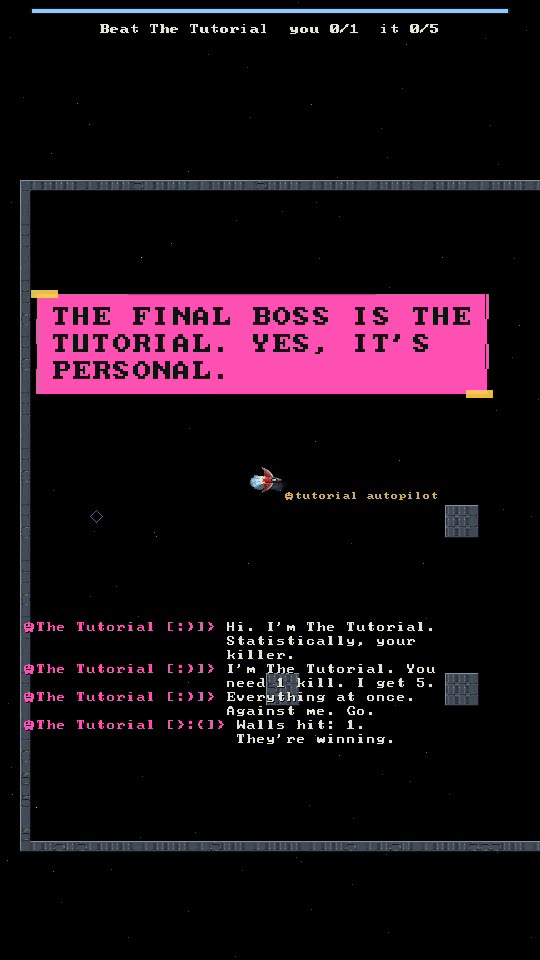 Beat The Tutorial  you 0/1  it 0/5
THE FINAL BOSS IS THE
TUTORIAL. YES, IT'S
PERSONAL.
tutorial autopilot
The Tutorial [:)]> Hi. I'm The Tutorial.
Statistically, your
killer.
The Tutorial [:)]> I'm The Tutorial. You
need 1 kill. I get 5.
The Tutorial [:)]> Everything at once.
Against me. Go.
The Tutorial [>:(]> Walls hit: 1.
They're winning.